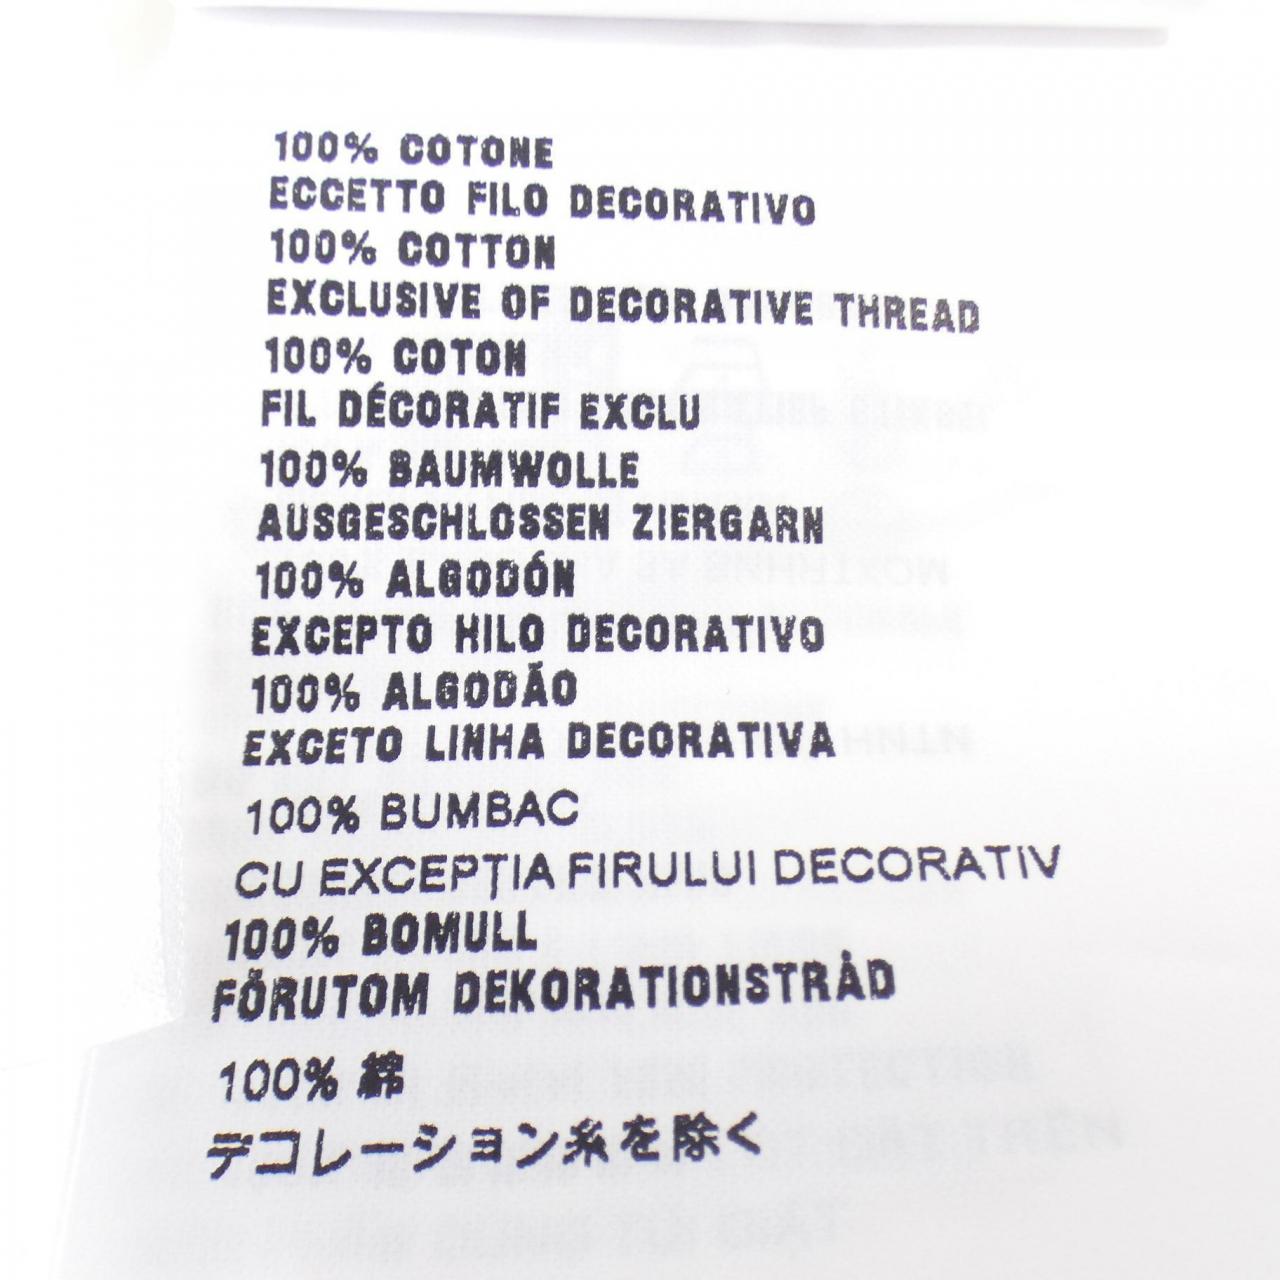 100% COTONE
ECCETTO FILO DECORATIVO
100% COTTON
EXCLUSIVE OF DECORATIVE THREAD
100% COTON
FIL DÉCORATIF EXCLU
100% BAUMWOLLE
AUSGESCHLOSSEN ZIERGARN
100% ALGODÓN
EXCEPTO HILO DECORATIVO
100% ALGODÃO
EXCETO LINHA DECORATIVA
100% BUMBAC
CU EXCEPȚIA FIRULUI DECORATIV
100% BOMULL
FÖRUTOM DEKORATIONSTRÅD
100% 綿
デコレーション糸を除く